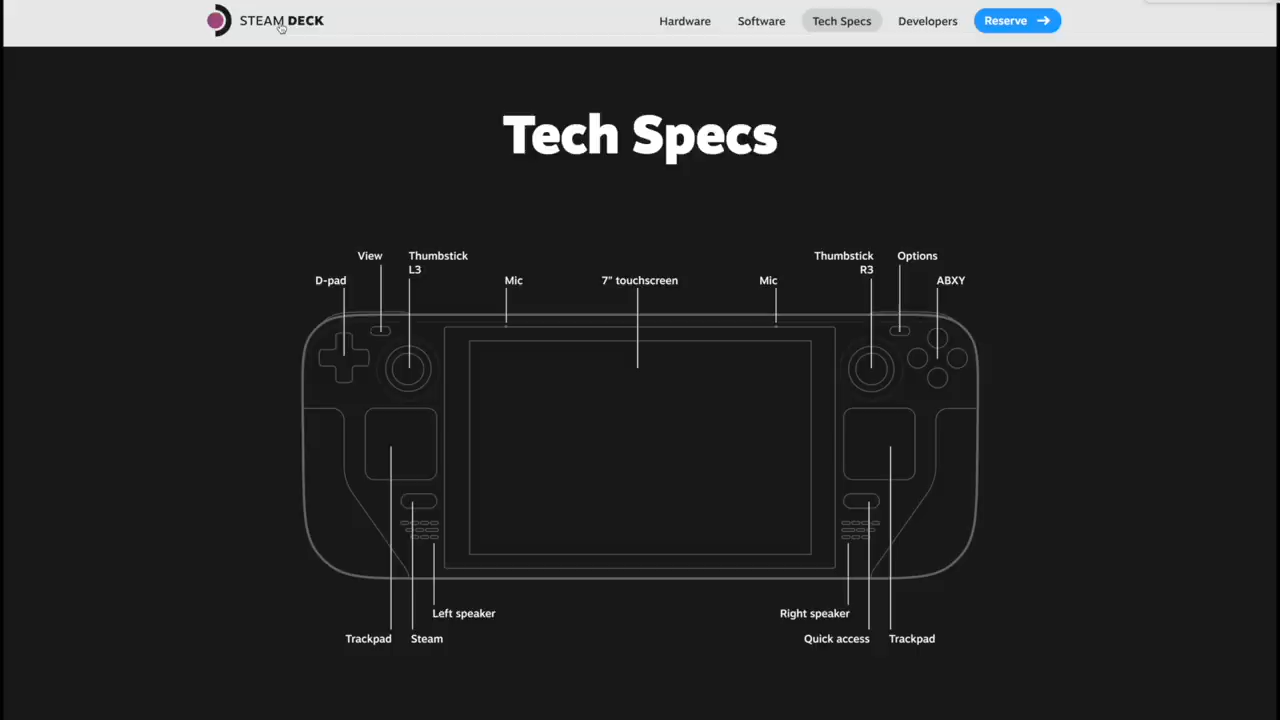 STEAM DECK
Hardware
Software
Tech Specs
Developers
Reserve
Tech Specs
View
Thumbstick
L3
Thumbstick
R3
Options
D-pad
Mic
7" touchscreen
Mic
ABXY
Left speaker
Right speaker
Trackpad
Steam
Quick access
Trackpad